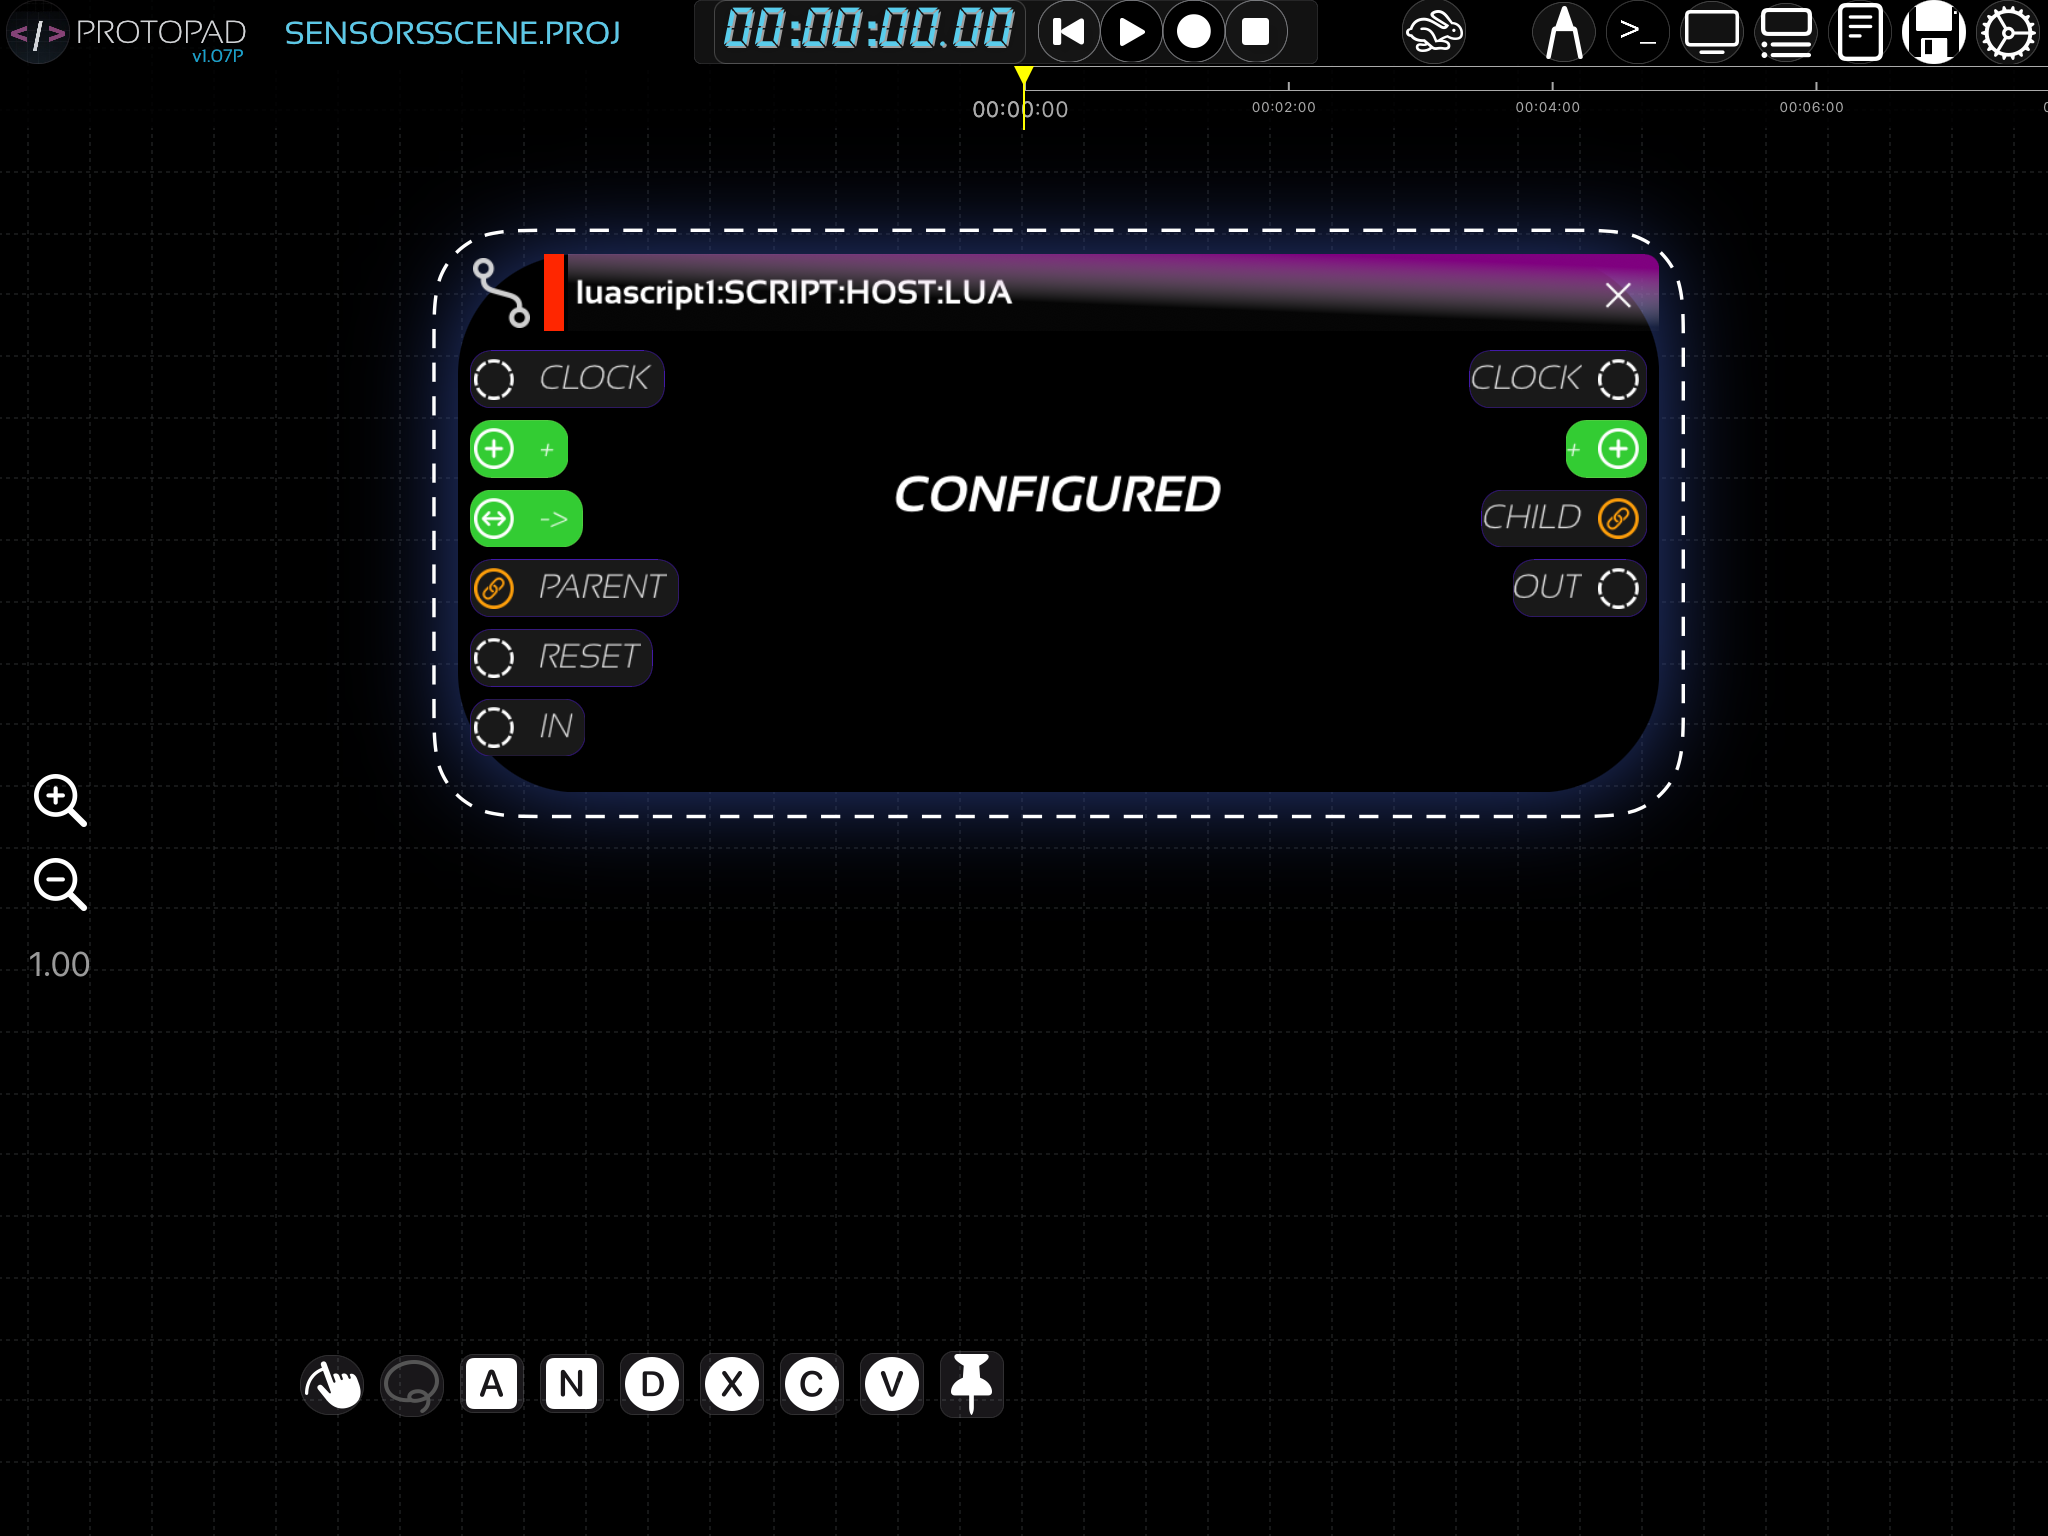 </> PROTOPAD
v1.07P
SENSORSSCENE.PROJ
00:00:00.00
>_
00:00:00
00:02:00
00:04:00
00:06:00
luascript1:SCRIPT:HOST:LUA
CLOCK
CLOCK
+
+
->
CHILD
PARENT
OUT
RESET
IN
CONFIGURED
1.00
A N D X C V